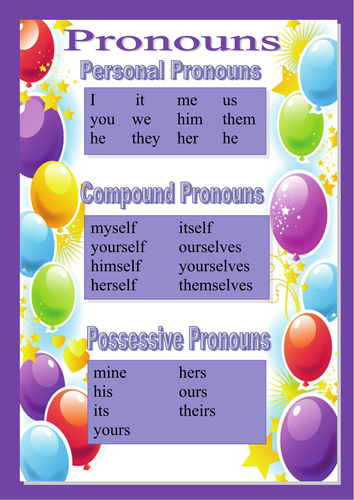 Pronouns
Personal Pronouns
I it me us
you we him them
he they her he
Compound Pronouns
myself itself
yourself ourselves
himself yourselves
herself themselves
Possessive Pronouns
mine hers
his ours
its theirs
yours